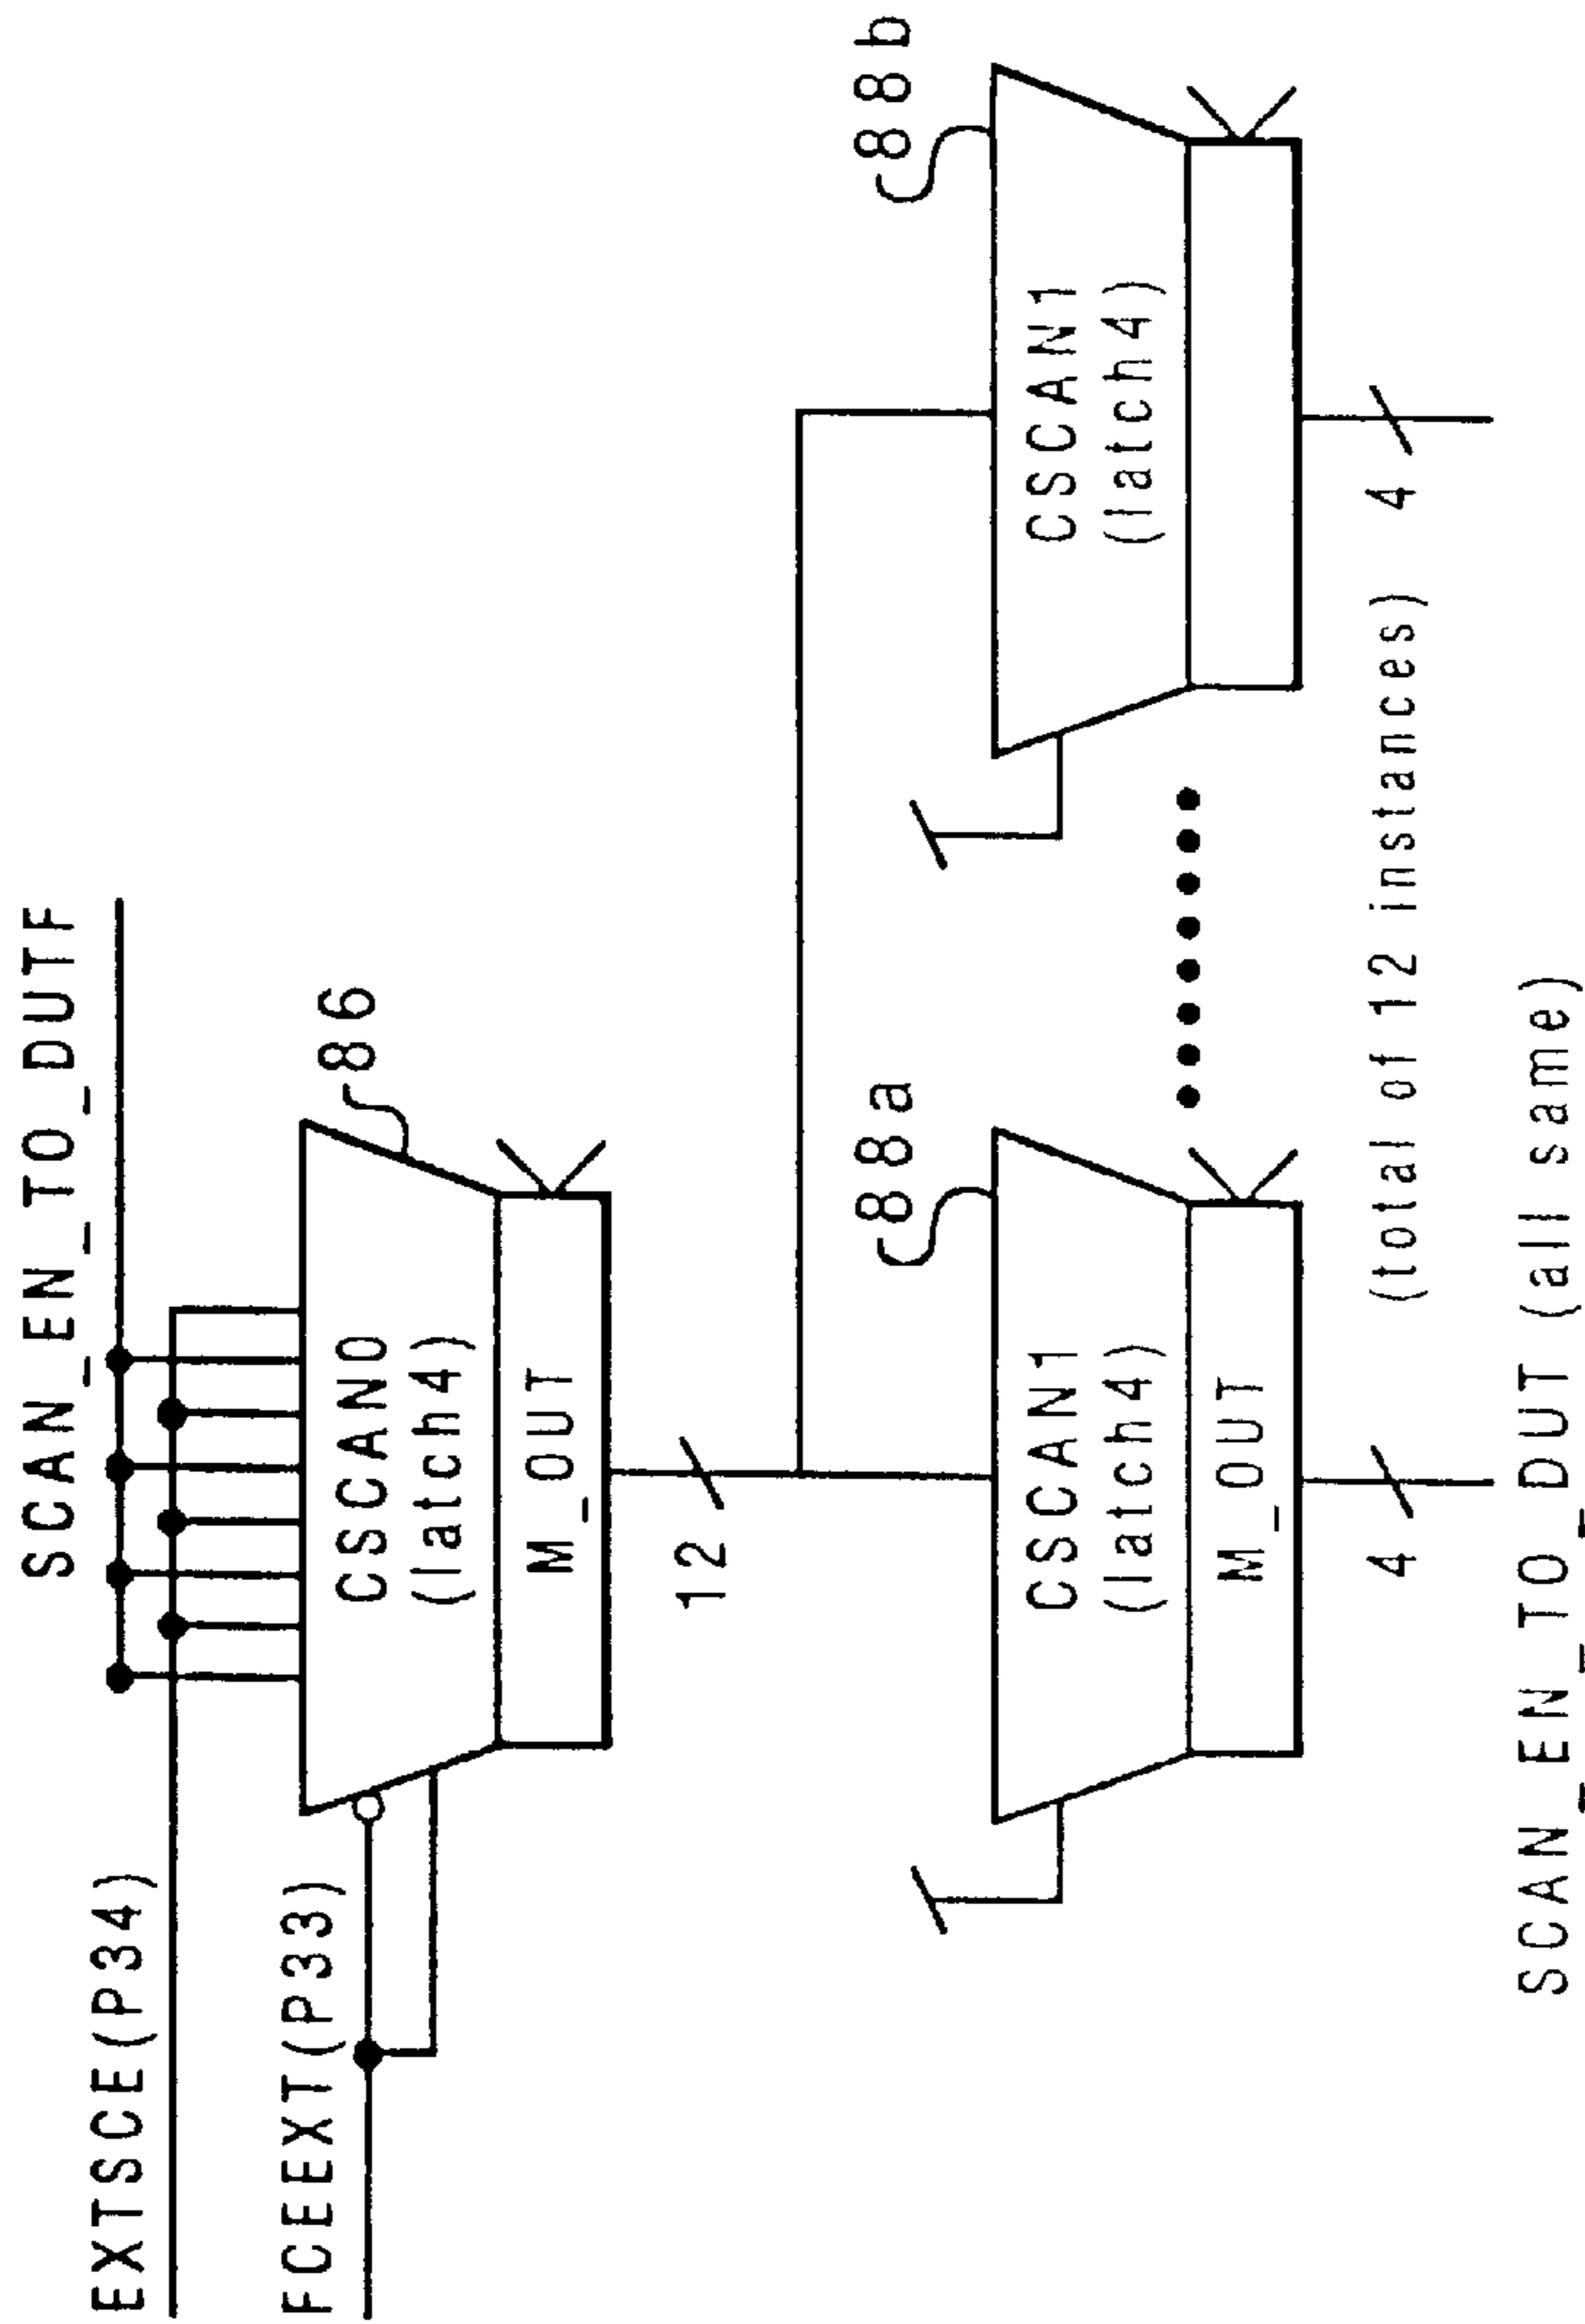 SCAN_EN_TO_DUTF
EXTSCE(P34)
FCEEXT(P33)
86
CSCAN0
(latch4)
M_OUT
12
88a
88b
CSCAN1
(latch4)
M_OUT
CSCAN1
(latch4)
4
(total of 12 instances)
4
SCAN_EN_TO_DUT (all same)